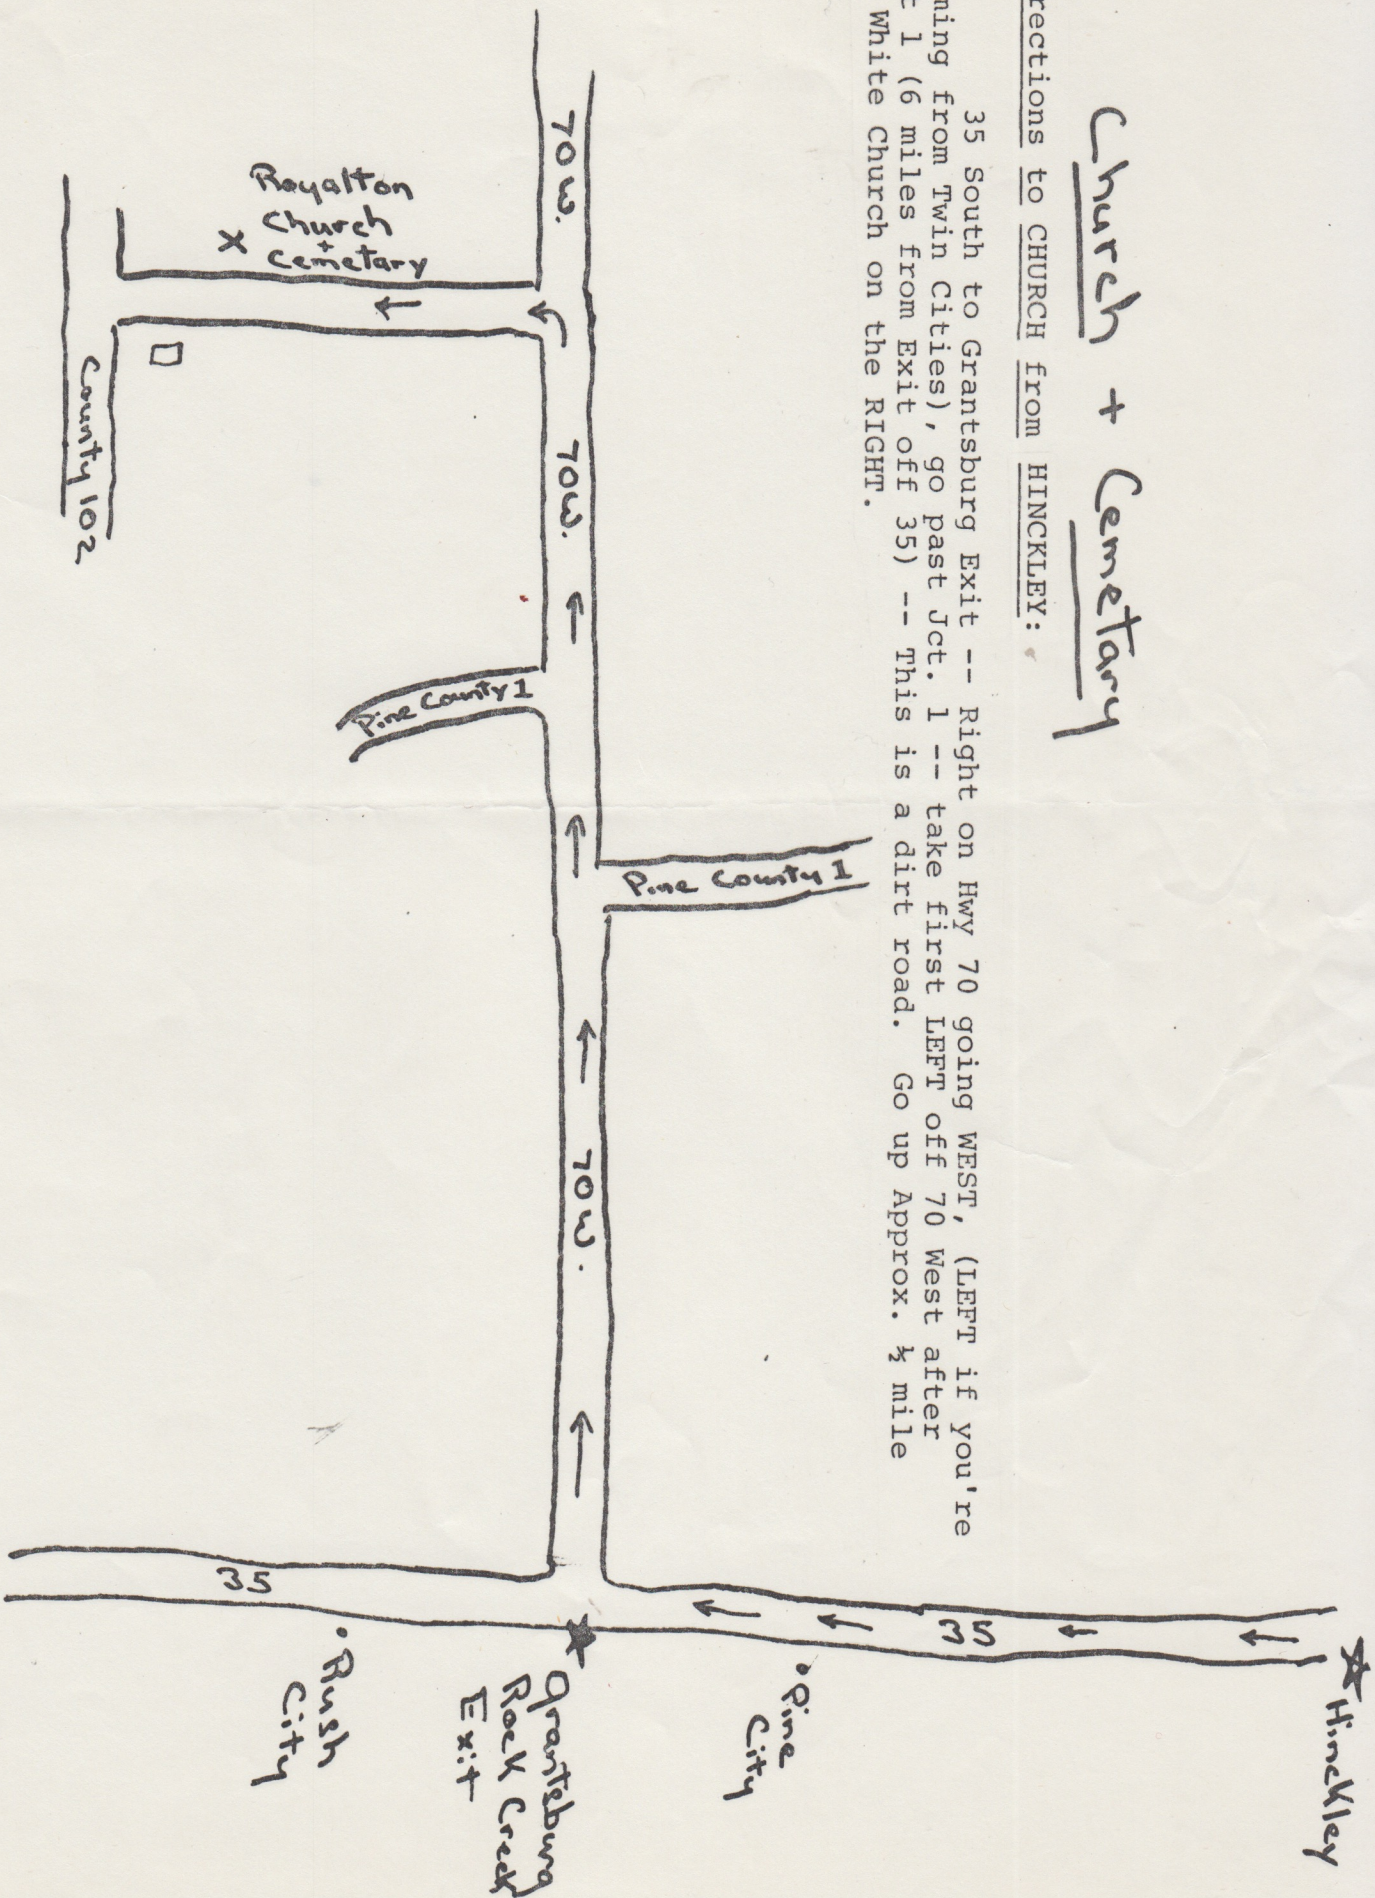 Church + Cemetary
rections to CHURCH from HINCKLEY:
35 South to Grantsburg Exit -- Right on Hwy 70 going WEST, (LEFT if you're
ming from Twin Cities), go past Jct. 1 -- take first LEFT off 70 West after
1 (6 miles from Exit off 35) -- This is a dirt road. Go up Approx. ½ mile
White Church on the RIGHT.
Hinckley
35
Pine
City
Pine County 1
70 W.
70 W.
70 W.
Grantsburg
Rock Creek
Exit
Pine County 1
Royalton
Church
+
Cemetary
X
35
Rush
City
County 102